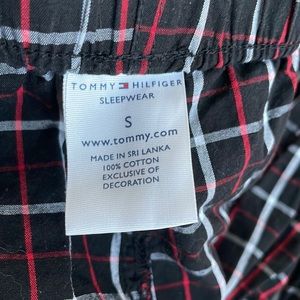 TOMMY HILFIGER
SLEEPWEAR
S
www.tommy.com
MADE IN SRI LANKA
100% COTTON
EXCLUSIVE OF
DECORATION